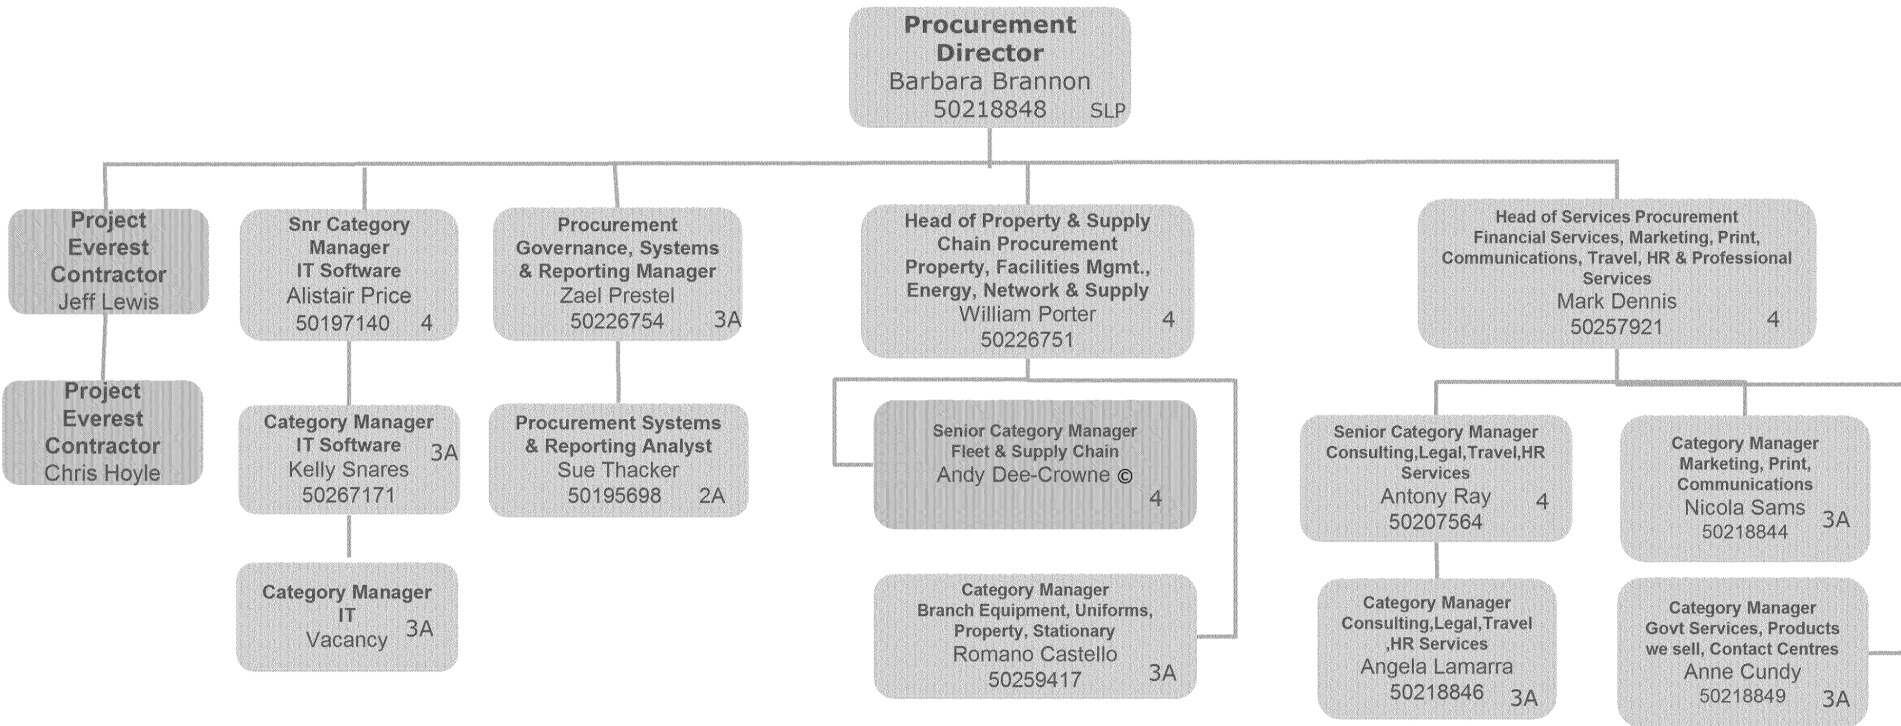 Procurement
Director
Barbara Brannon
50218848 SLP
Project
Everest
Contractor
Jeff Lewis
Project
Everest
Contractor
Chris Hoyle
Snr Category
Manager
IT Software
Alistair Price
50197140 4
Category Manager
IT Software
3A
Kelly Snares
50267171
Category Manager
IT
3A
Vacancy
Procurement
Governance, Systems
& Reporting Manager
Zael Prestel
50226754 3A
Procurement Systems
& Reporting Analyst
Sue Thacker
50195698 2A
Head of Property & Supply
Chain Procurement
Property, Facilities Mgmt.,
Energy, Network & Supply
William Porter
4
50226751
Senior Category Manager
Fleet & Supply Chain
Andy Dee-Crowne ©
4
Category Manager
Branch Equipment, Uniforms,
Property, Stationary
Romano Castello
50259417 3A
Head of Services Procurement
Financial Services, Marketing, Print,
Communications, Travel, HR & Professional
Services
Mark Dennis
50257921 4
Senior Category Manager
Consulting,Legal,Travel,HR
Services
Antony Ray 4
50207564
Category Manager
Consulting,Legal,Travel
,HR Services
Angela Lamarra
50218846 3A
Category Manager
Marketing, Print,
Communications
Nicola Sams
3A
50218844
Category Manager
Govt Services, Products
we sell, Contact Centres
Anne Cundy
50218849 3A